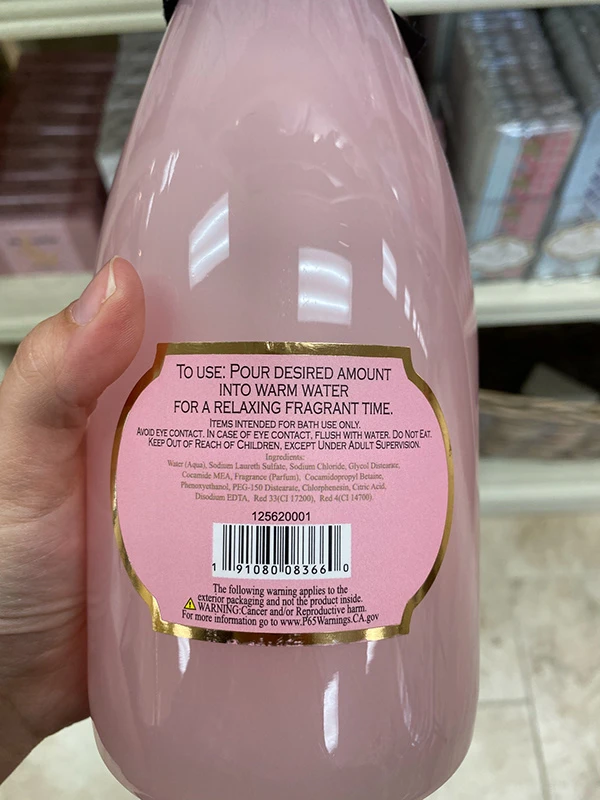 TO USE: POUR DESIRED AMOUNT
INTO WARM WATER
FOR A RELAXING FRAGRANT TIME.
ITEMS INTENDED FOR BATH USE ONLY.
AVOID EYE CONTACT. IN CASE OF EYE CONTACT, FLUSH WITH WATER. DO NOT EAT.
KEEP OUT OF REACH OF CHILDREN, EXCEPT UNDER ADULT SUPERVISION.
Ingredients:
Water (Aqua), Sodium Laureth Sulfate, Sodium Chloride, Glycol Distearate,
Cocamide MEA, Fragrance (Parfum), Cocamidopropyl Betaine,
Phenoxyethanol, PEG-150 Distearate, Chlorphenesin, Citric Acid,
Disodium EDTA, Red 33(CI 17200), Red 4(CI 14700).
125620001
1 91080 08366 0
The following warning applies to the
exterior packaging and not the product inside.
WARNING:Cancer and/or Reproductive harm.
For more information go to www.P65Warnings.CA.gov